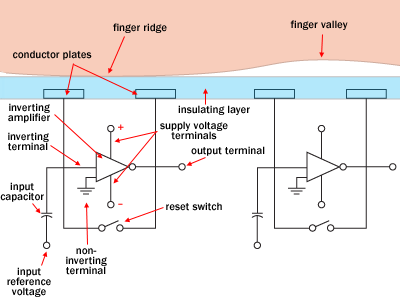 finger ridge
finger valley
conductor plates
insulating layer
inverting
amplifier
+
supply voltage
terminals
inverting
terminal
output terminal
input
capacitor
–
reset switch
non-
inverting
terminal
input
reference
voltage